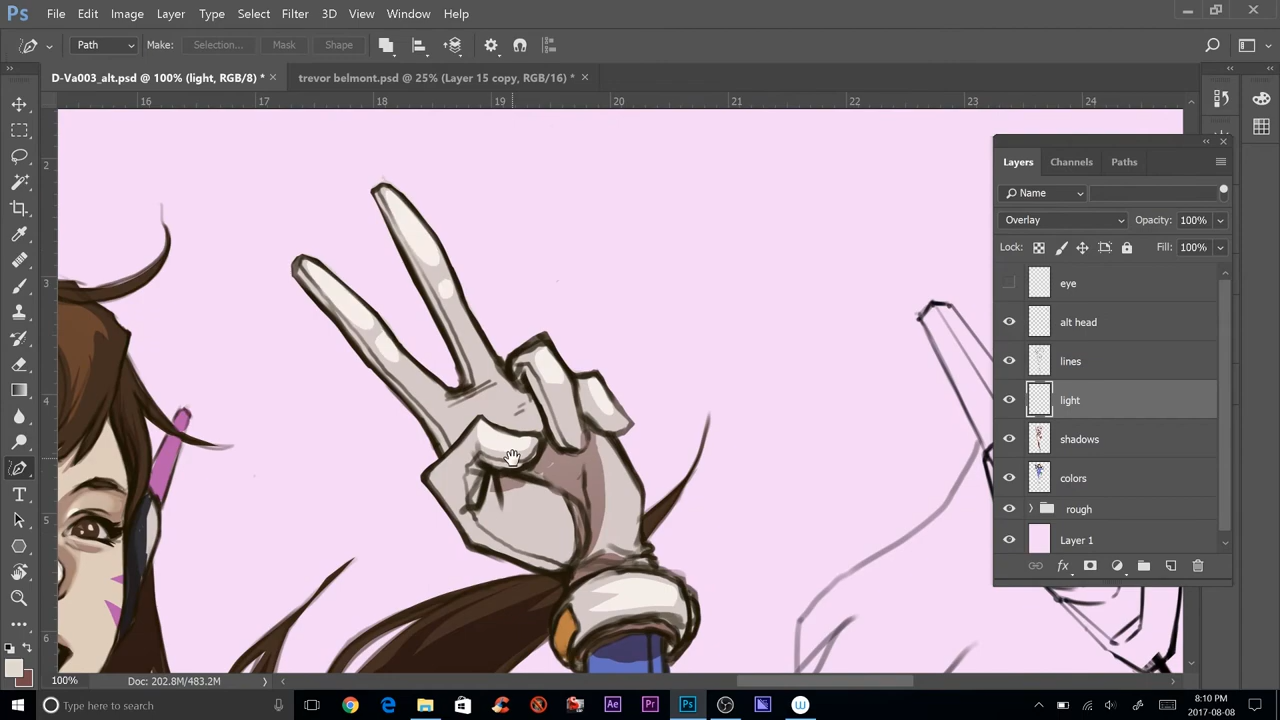 Ps File Edit Image Layer Type Select Filter 3D View Window Help
Path Make: Selection... Mask Shape
D-Va003_alt.psd @ 100% (light, RGB/8) * trevor belmont.psd @ 25% (Layer 15 copy, RGB/16) *
16 17 18 19 20 21 22 23 24
2
3
4
5
6
Layers Channels Paths
Name
Overlay Opacity: 100%
Lock: Fill: 100%
eye
alt head
lines
light
shadows
colors
rough
Layer 1
fx
100% Doc: 202.8M/483.2M
Type here to search
Ae Pr Ps
8:10 PM
2017-08-08